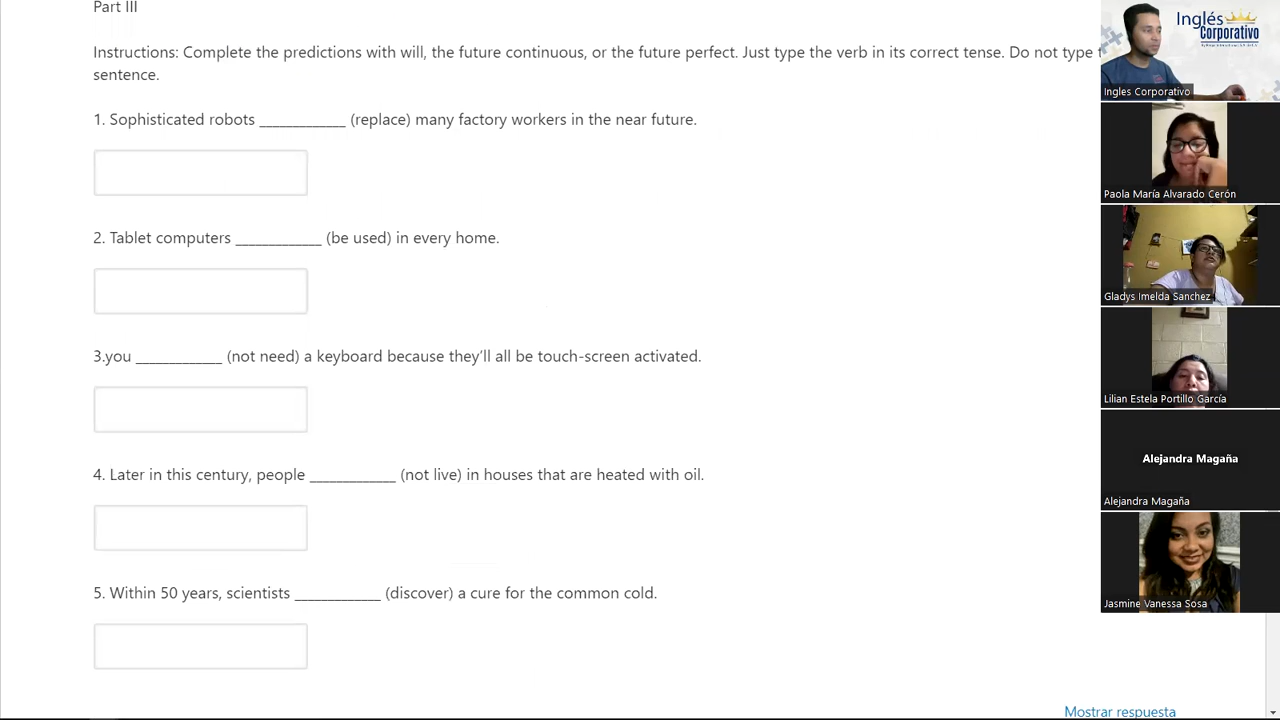 Part III
Instructions: Complete the predictions with will, the future continuous, or the future perfect. Just type the verb in its correct tense. Do not type
sentence.
1. Sophisticated robots _____________ (replace) many factory workers in the near future.
2. Tablet computers _____________ (be used) in every home.
3.you _____________ (not need) a keyboard because they’ll all be touch-screen activated.
4. Later in this century, people _____________ (not live) in houses that are heated with oil.
5. Within 50 years, scientists _____________ (discover) a cure for the common cold.
Mostrar respuesta
Inglés
Corporativo
Ingles Corporativo
Paola María Alvarado Cerón
Gladys Imelda Sanchez
Lilian Estela Portillo García
Alejandra Magaña
Alejandra Magaña
Jasmine Vanessa Sosa